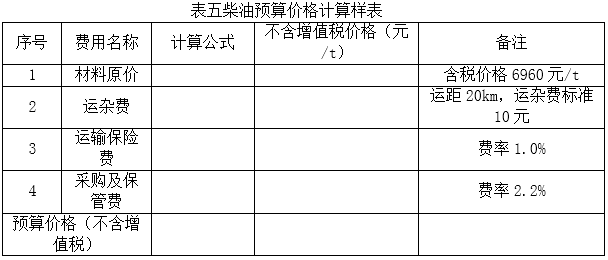 表五柴油预算价格计算样表
序号 费用名称 计算公式 不含增值税价格（元
/t） 备注
1 材料原价 含税价格 6960 元/t
2 运杂费 运距 20km，运杂费标准
10 元
3 运输保险
费 费率 1.0%
4 采购及保
管费 费率 2.2%
预算价格（不含增
值税）